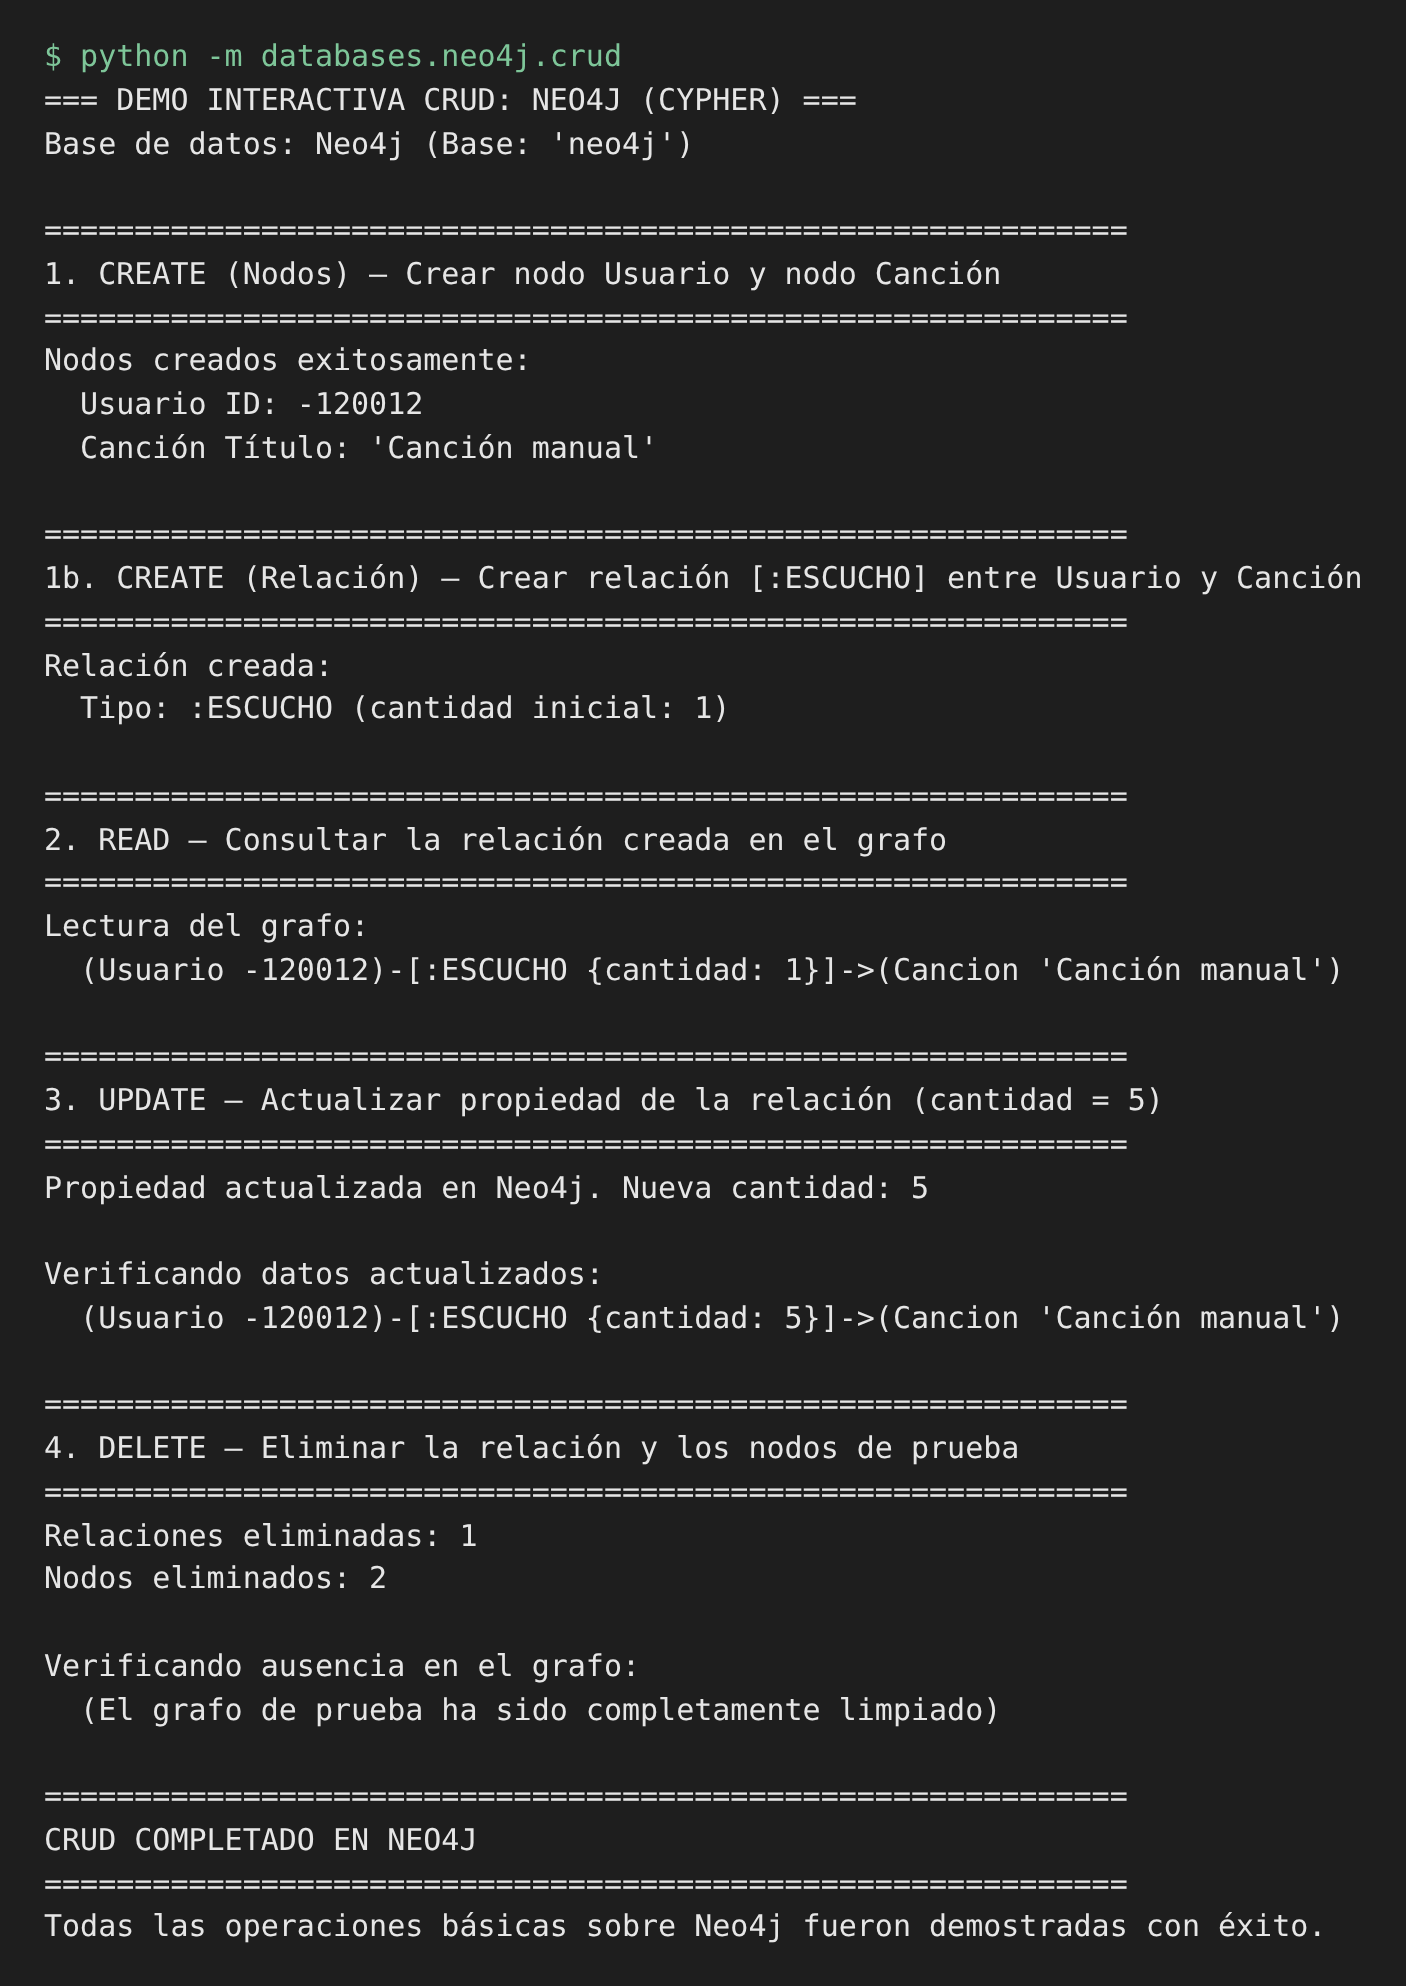 $ python -m databases.neo4j.crud
=== DEMO INTERACTIVA CRUD: NEO4J (CYPHER) ===
Base de datos: Neo4j (Base: 'neo4j')
============================================================
1. CREATE (Nodos) — Crear nodo Usuario y nodo Canción
============================================================
Nodos creados exitosamente:
  Usuario ID: -120012
  Canción Título: 'Canción manual'
============================================================
1b. CREATE (Relación) — Crear relación [:ESCUCHO] entre Usuario y Canción
============================================================
Relación creada:
  Tipo: :ESCUCHO (cantidad inicial: 1)
============================================================
2. READ — Consultar la relación creada en el grafo
============================================================
Lectura del grafo:
  (Usuario -120012)-[:ESCUCHO {cantidad: 1}]->(Cancion 'Canción manual')
============================================================
3. UPDATE — Actualizar propiedad de la relación (cantidad = 5)
============================================================
Propiedad actualizada en Neo4j. Nueva cantidad: 5
Verificando datos actualizados:
  (Usuario -120012)-[:ESCUCHO {cantidad: 5}]->(Cancion 'Canción manual')
============================================================
4. DELETE — Eliminar la relación y los nodos de prueba
============================================================
Relaciones eliminadas: 1
Nodos eliminados: 2
Verificando ausencia en el grafo:
  (El grafo de prueba ha sido completamente limpiado)
============================================================
CRUD COMPLETADO EN NEO4J
============================================================
Todas las operaciones básicas sobre Neo4j fueron demostradas con éxito.